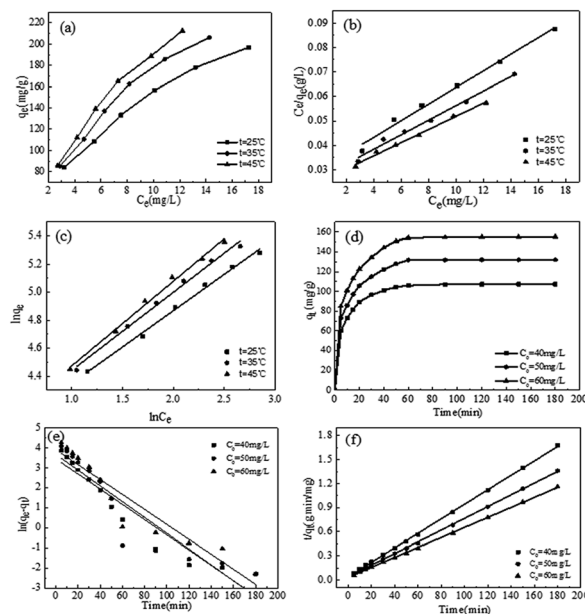 (a)
qe(mg/g)
220
200
180
160
140
120
100
80
2 4 6 8 10 12 14 16 18
Ce(mg/L)
t=25℃
t=35℃
t=45℃
(b)
Ce/qe(g/L)
0.09
0.08
0.07
0.06
0.05
0.04
0.03
2 4 6 8 10 12 14 16 18
Ce(mg/L)
t=25℃
t=35℃
t=45℃
(c)
lnqe
5.4
5.2
5.0
4.8
4.6
4.4
1.0 1.5 2.0 2.5 3.0
lnCe
t=25℃
t=35℃
t=45℃
(d)
qt(mg/g)
180
160
140
120
100
80
60
40
20
0
0 20 40 60 80 100 120 140 160 180 200
Time(min)
C0=40mg/L
C0=50mg/L
C0=60mg/L
(e)
ln(qe-qt)
5
4
3
2
1
0
-1
-2
-3
0 20 40 60 80 100 120 140 160 180 200
Time(min)
C0=40mg/L
C0=50mg/L
C0=60mg/L
(f)
t/qt(g min/mg)
1.8
1.5
1.2
0.9
0.6
0.3
0.0
0 20 40 60 80 100 120 140 160 180 200
Time(min)
C0=40mg/L
C0=50mg/L
C0=60mg/L